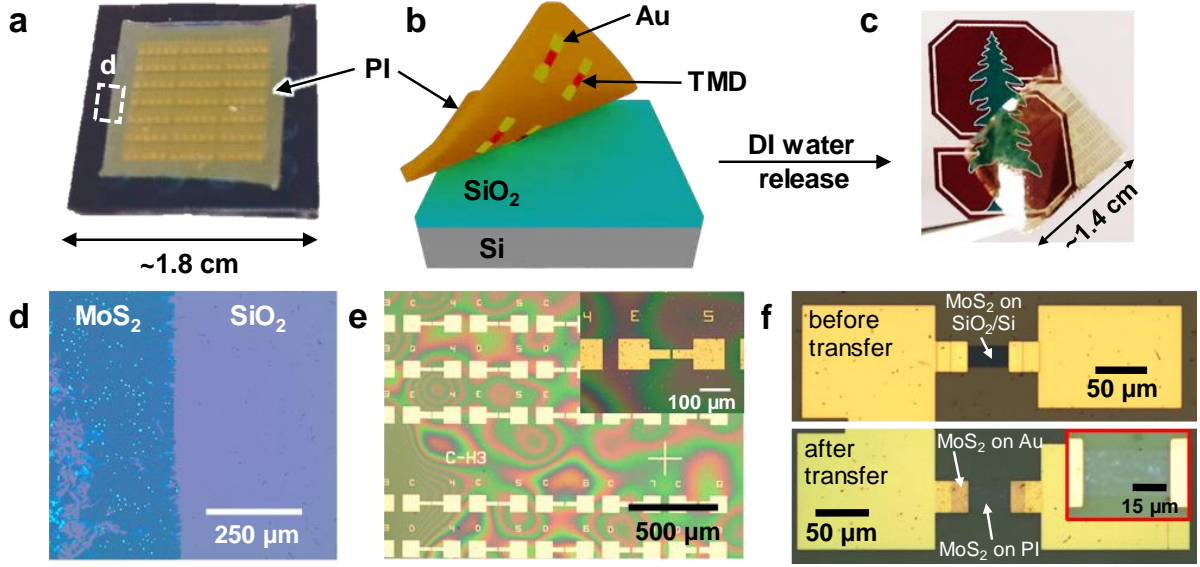 a
d
PI
~1.8 cm
b
Au
TMD
SiO₂
Si
DI water
release
c
~1.4 cm
d
MoS₂
SiO₂
250 µm
e
C-H3
500 µm
4 E 5
100 µm
f
before
transfer
MoS₂ on
SiO₂/Si
50 µm
after
transfer
MoS₂ on Au
MoS₂ on PI
50 µm
15 µm